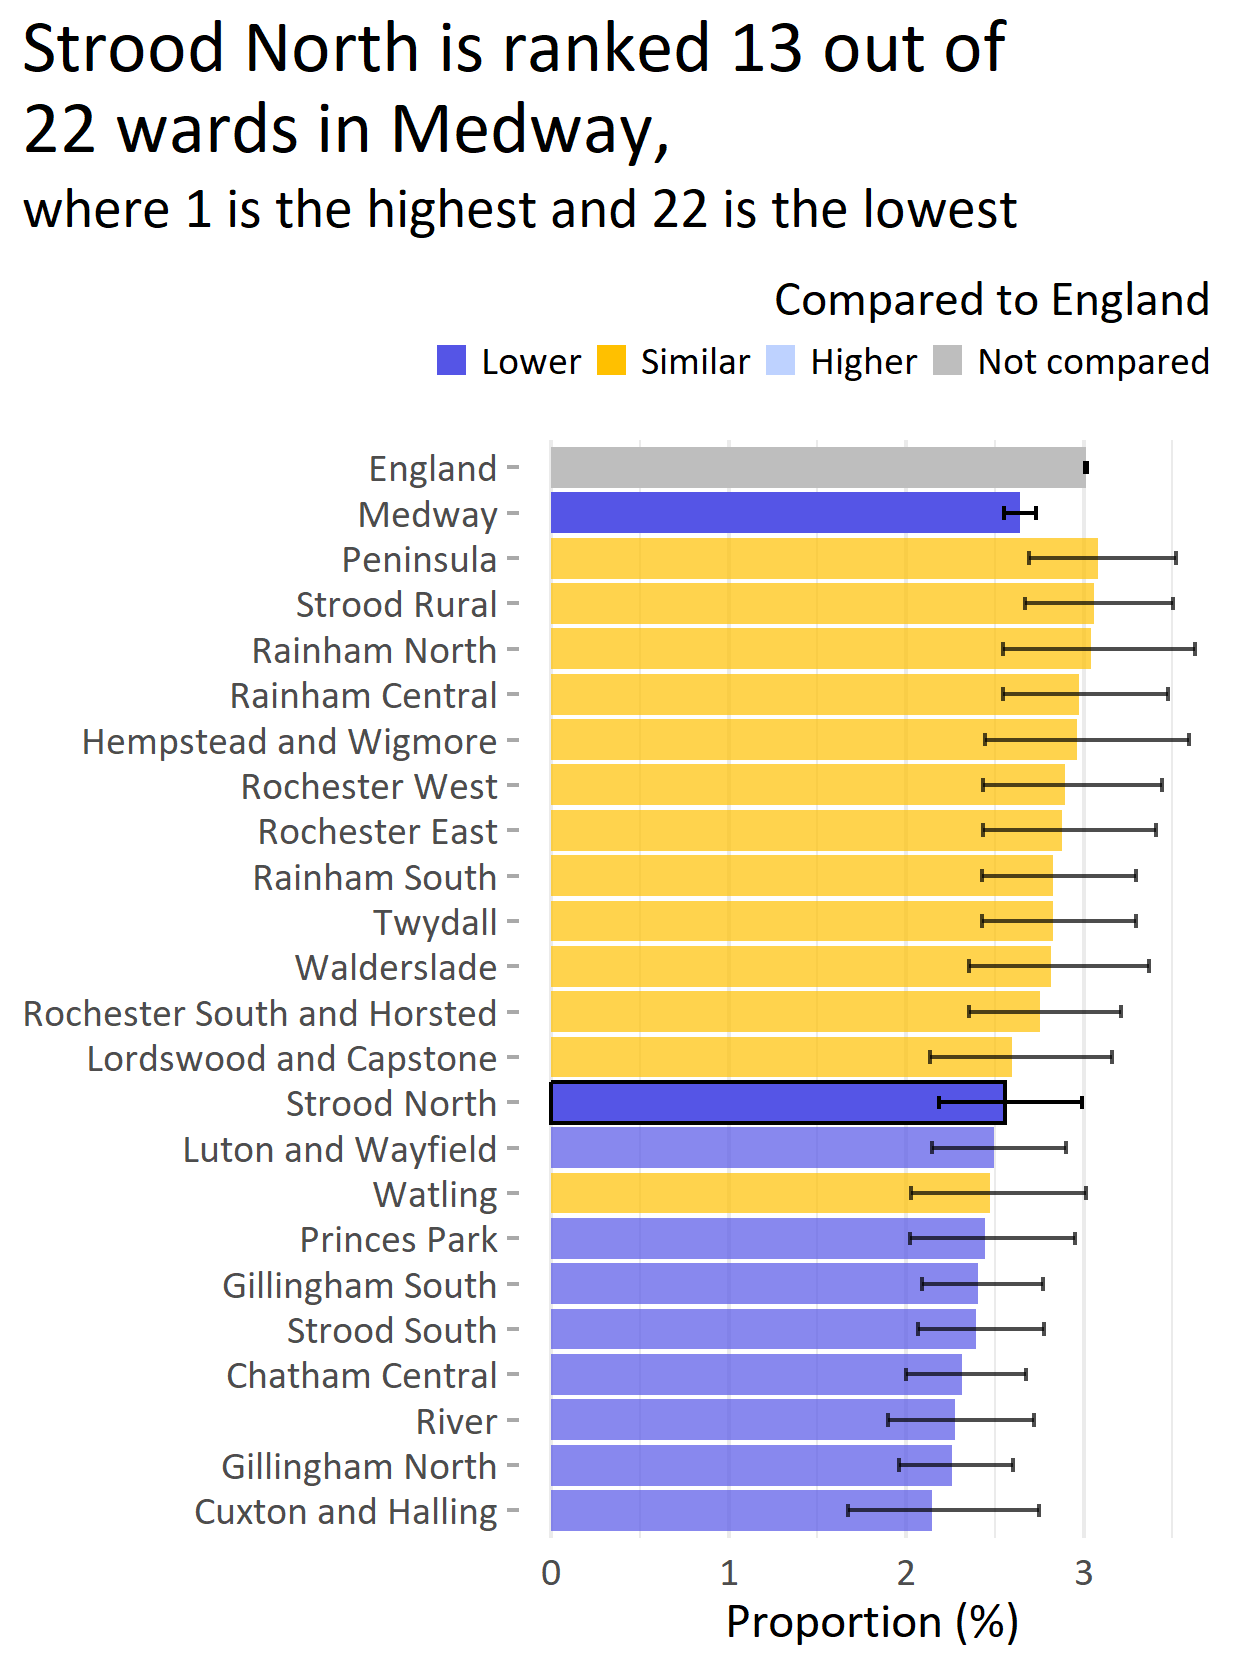 Strood North is ranked 13 out of
22 wards in Medway,
where 1 is the highest and 22 is the lowest
Compared to England
Lower Similar Higher Not compared
England
Medway
Peninsula
Strood Rural
Rainham North
Rainham Central
Hempstead and Wigmore
Rochester West
Rochester East
Rainham South
Twydall
Walderslade
Rochester South and Horsted
Lordswood and Capstone
Strood North
Luton and Wayfield
Watling
Princes Park
Gillingham South
Strood South
Chatham Central
River
Gillingham North
Cuxton and Halling
0 1 2 3
Proportion (%)